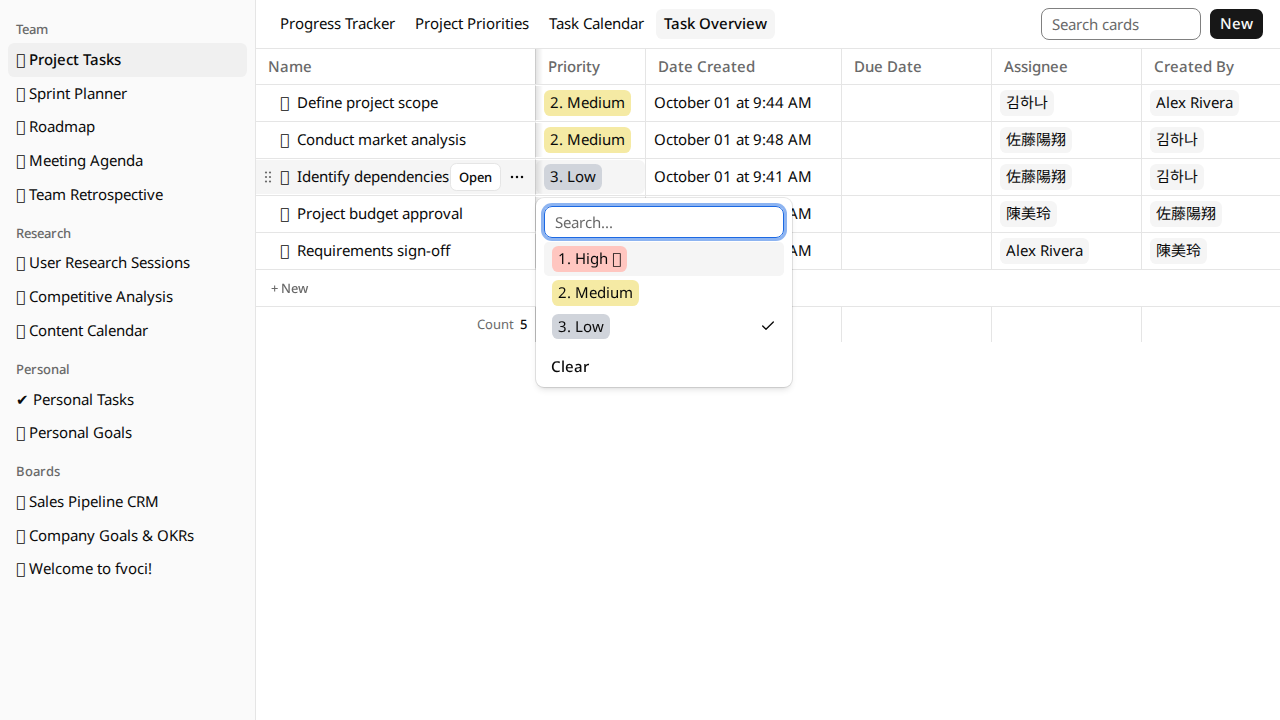 Team
Project Tasks
Sprint Planner
Roadmap
Meeting Agenda
Team Retrospective
Research
User Research Sessions
Competitive Analysis
Content Calendar
Personal
✔ Personal Tasks
Personal Goals
Boards
Sales Pipeline CRM
Company Goals & OKRs
Welcome to fvoci!
Progress Tracker Project Priorities Task Calendar Task Overview Search cards New
Name Priority Date Created Due Date Assignee Created By
Define project scope 2. Medium October 01 at 9:44 AM 김하나 Alex Rivera
Conduct market analysis 2. Medium October 01 at 9:48 AM 佐藤陽翔 김하나
Identify dependencies Open 3. Low October 01 at 9:41 AM 佐藤陽翔 김하나
Project budget approval AM 陳美玲 佐藤陽翔
Requirements sign-off AM Alex Rivera 陳美玲
+ New
Count 5
Search...
1. High
2. Medium
3. Low
Clear